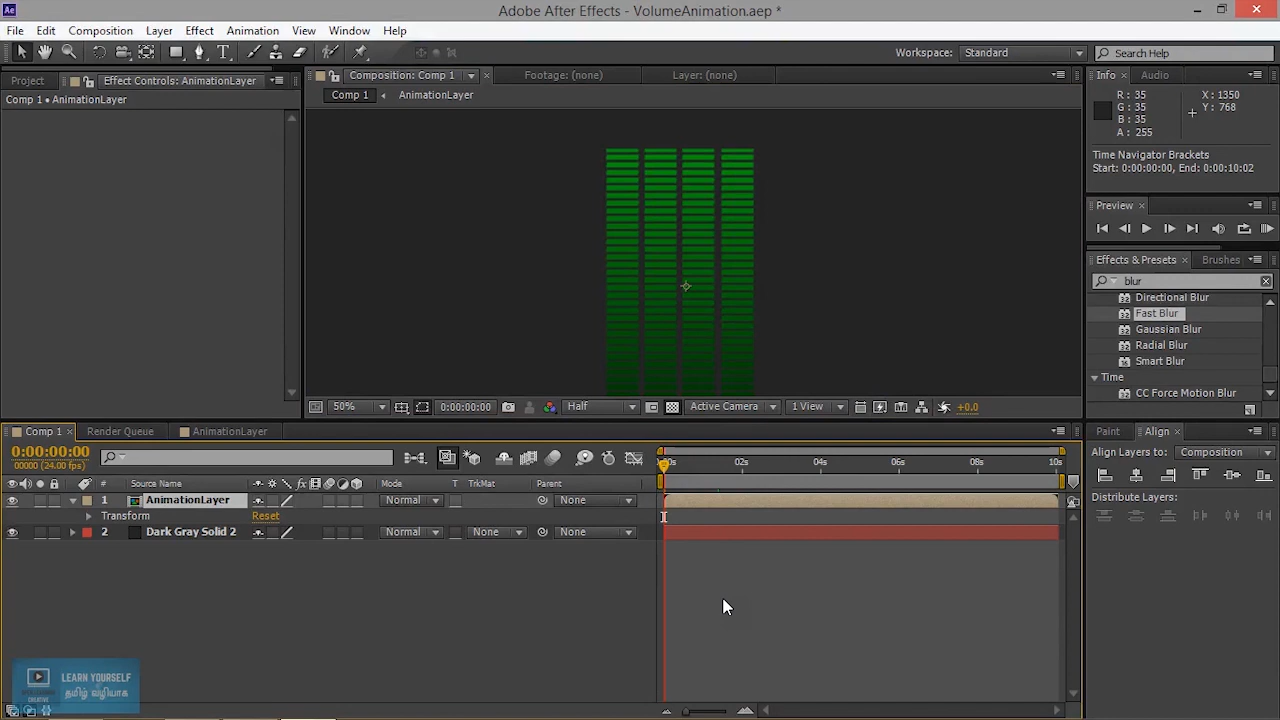 Ae Adobe After Effects - VolumeAnimation.aep *
File Edit Composition Layer Effect Animation View Window Help
Workspace: Standard Search Help
Project Effect Controls: AnimationLayer Composition: Comp 1 Footage: (none) Layer: (none) Info Audio
Comp 1 • AnimationLayer
Comp 1 AnimationLayer
R : 35 X : 1350
G : 35 Y : 768
B : 35
A : 255
Time Navigator Brackets
Start: 0:00:00:00, End: 0:00:10:02
Preview
Effects & Presets Brushes
blur
Directional Blur
Fast Blur
Gaussian Blur
Radial Blur
Smart Blur
Time
CC Force Motion Blur
50% 0:00:00:00 Half Active Camera 1 View +0.0
Comp 1 Render Queue AnimationLayer Paint Align
0:00:00:00
00000 (24.00 fps)
Align Layers to: Composition
:00s 02s 04s 06s 08s 10s
# Source Name Mode T TrkMat Parent
1 AnimationLayer Normal None
Transform Reset
2 Dark Gray Solid 2 Normal None None
Distribute Layers:
LEARN YOURSELF
தமிழ் வழியாக
CREATIVE